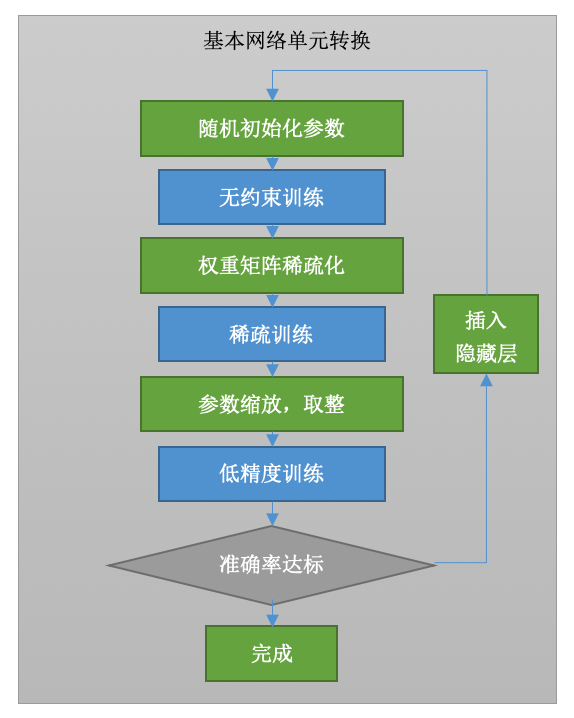 基本网络单元转换
随机初始化参数
无约束训练
权重矩阵稀疏化
稀疏训练
插入
隐藏层
参数缩放，取整
低精度训练
准确率达标
完成